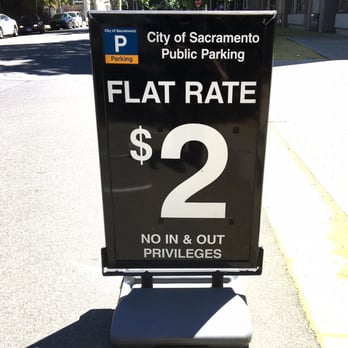 City of Sacramento
P
Parking
City of Sacramento
Public Parking
FLAT RATE
$2
NO IN & OUT
PRIVILEGES